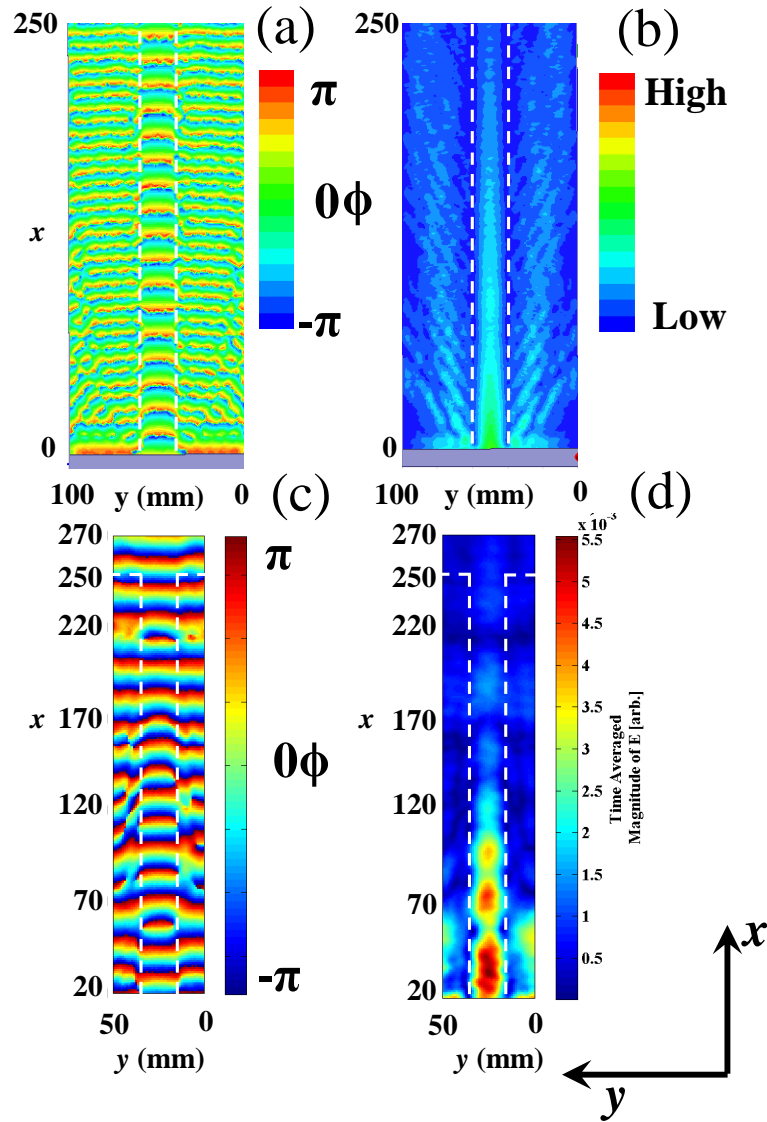 250
(a)
π
x
0ϕ
-π
0
100 y (mm) 0
250
(b)
High
Low
0
100 y (mm) 0
(c)
270
250
220
x 170
120
70
20
50 0
y (mm)
π
0ϕ
-π
(d)
270
250
220
x 170
120
70
20
50 0
y (mm)
5.5
5
4.5
4
3.5
3
2.5
2
1.5
1
0.5
Time Averaged
Magnitude of E [arb.]
x
y